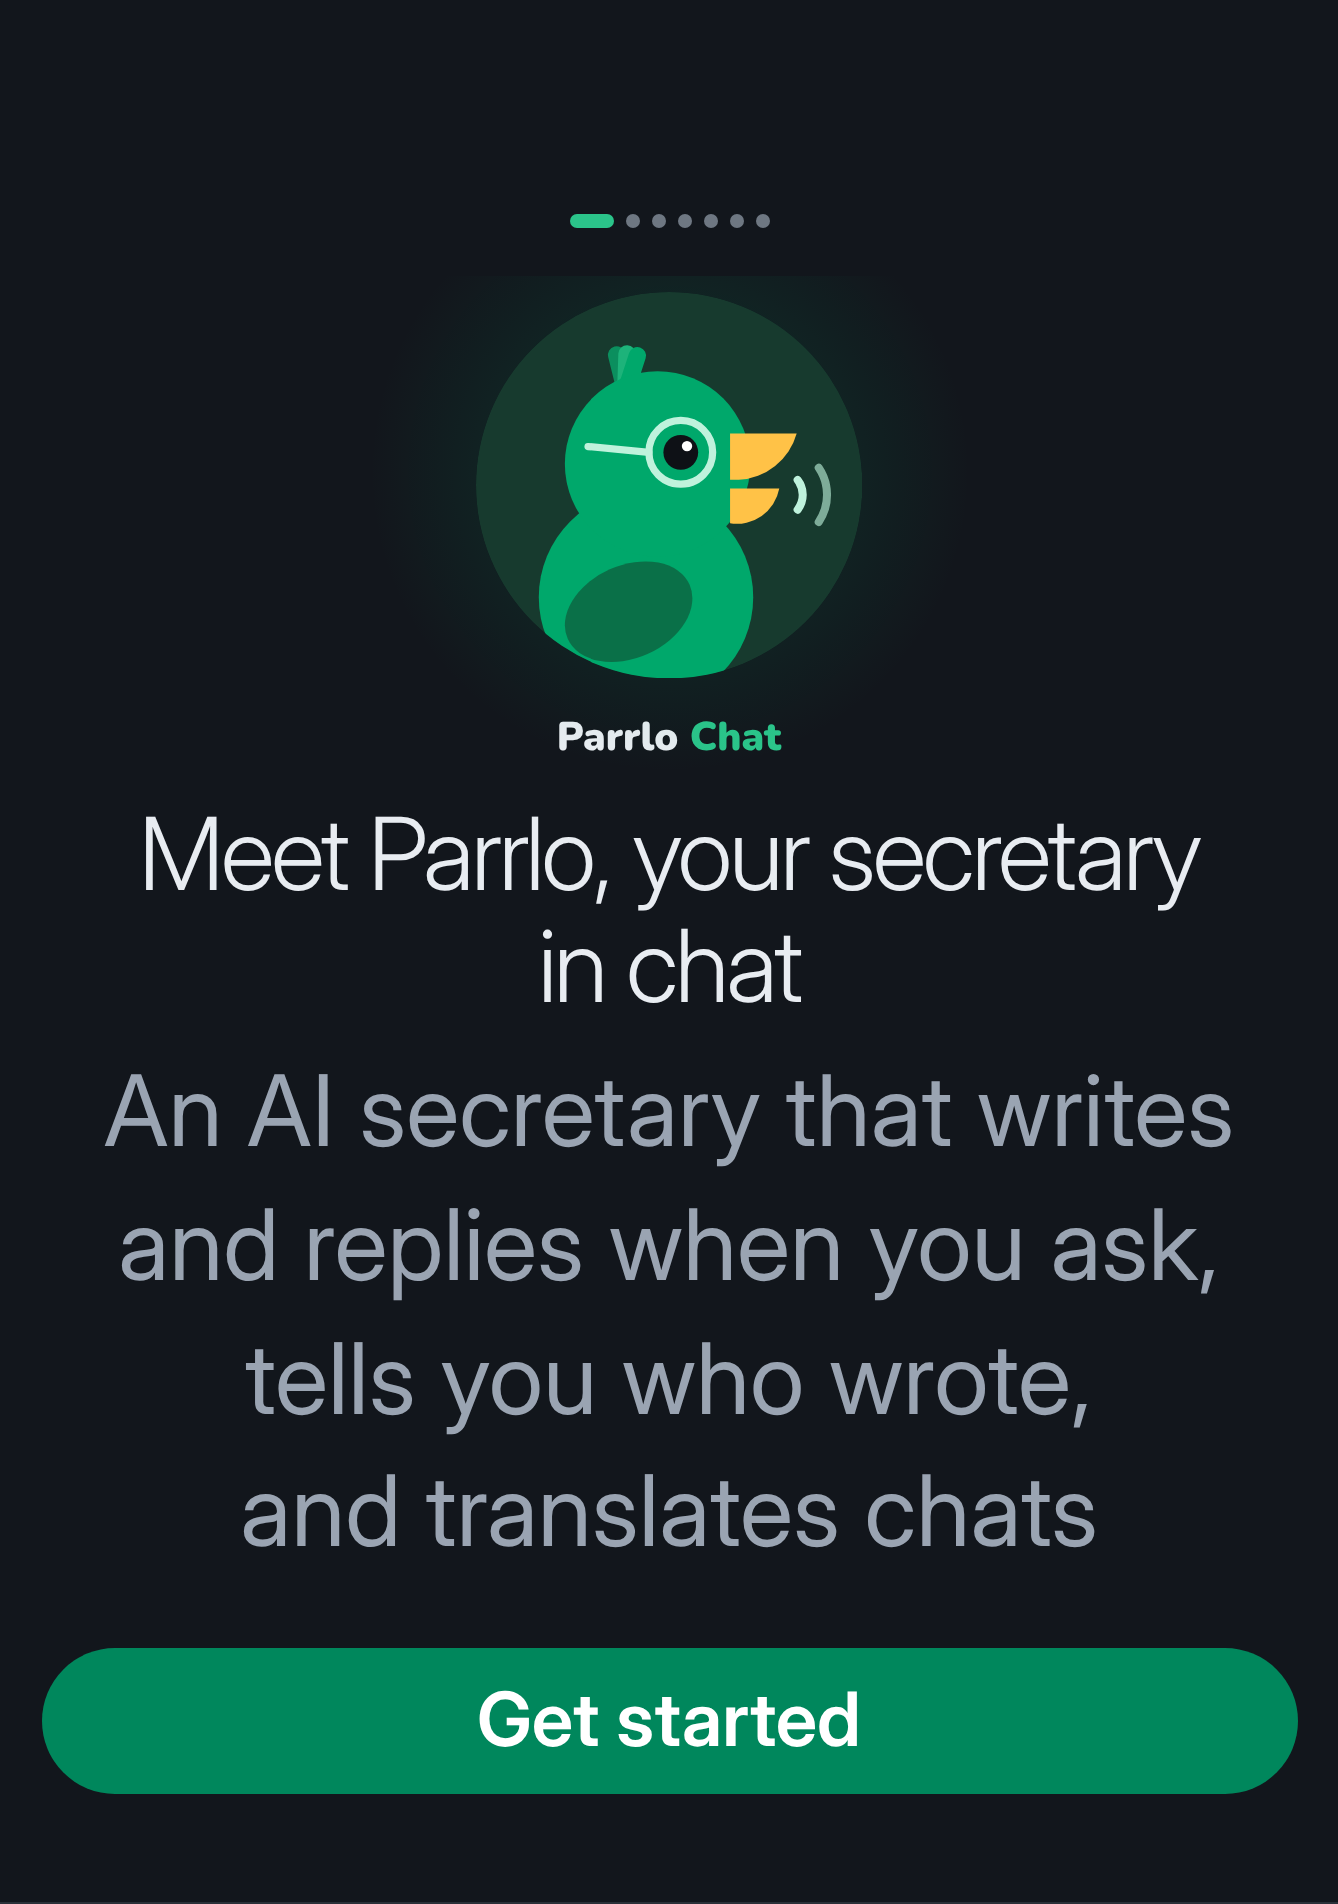 Parrlo Chat
Meet Parrlo, your secretary
in chat
An AI secretary that writes
and replies when you ask,
tells you who wrote,
and translates chats
Get started